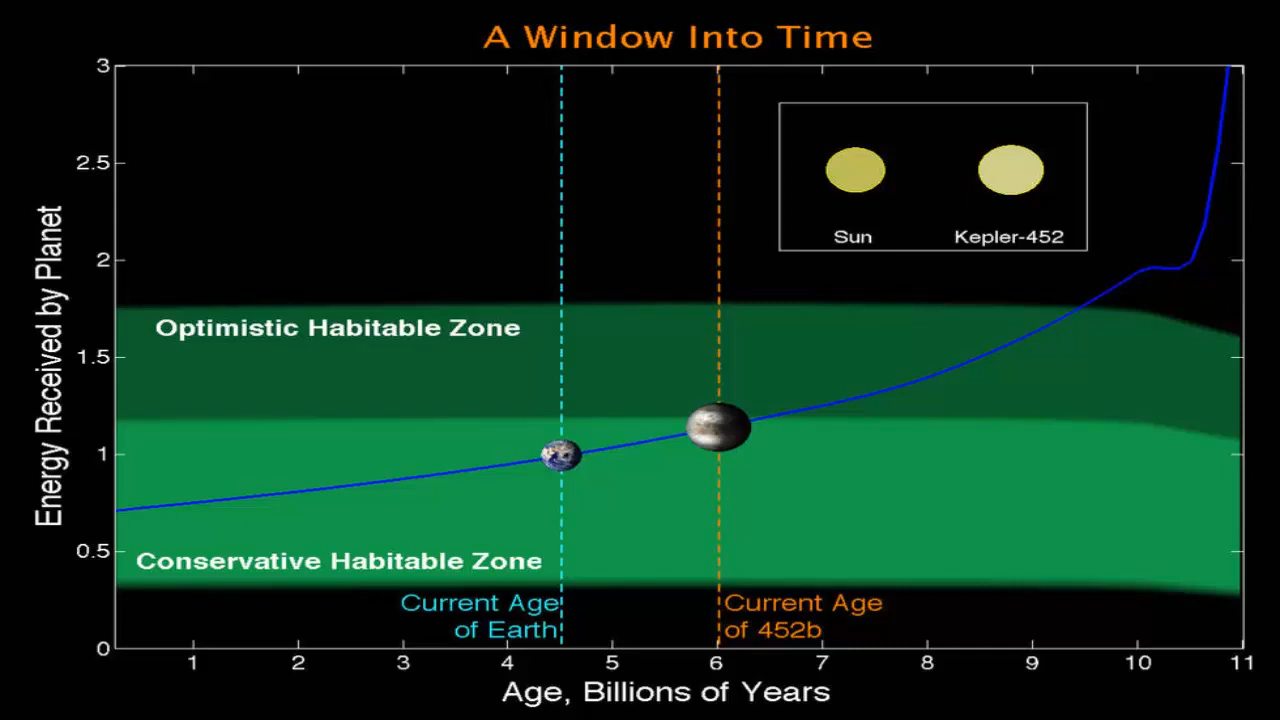 A Window Into Time
3
2.5
2
1.5
1
0.5
0
Energy Received by Planet
Sun
Kepler-452
Optimistic Habitable Zone
Conservative Habitable Zone
Current Age
of Earth
Current Age
of 452b
1 2 3 4 5 6 7 8 9 10 11
Age, Billions of Years